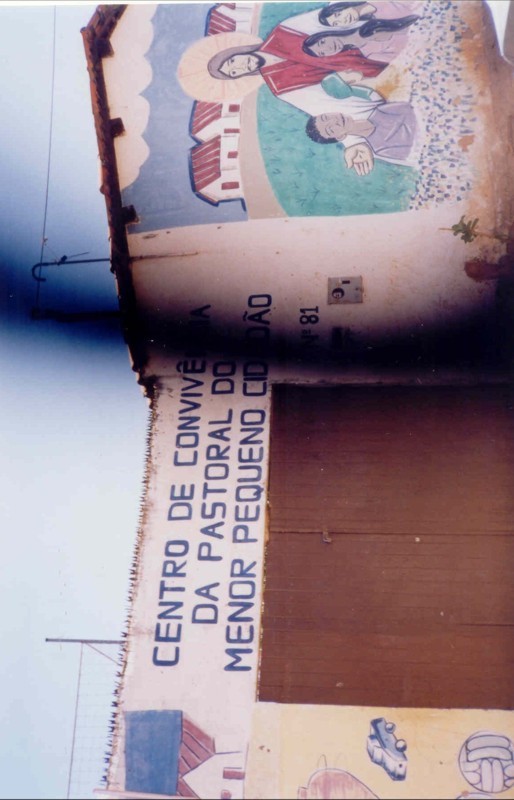 CENTRO DE CONVIVÊNCIA
DA PASTORAL DO
MENOR PEQUENO CIDADÃO
Nº 81